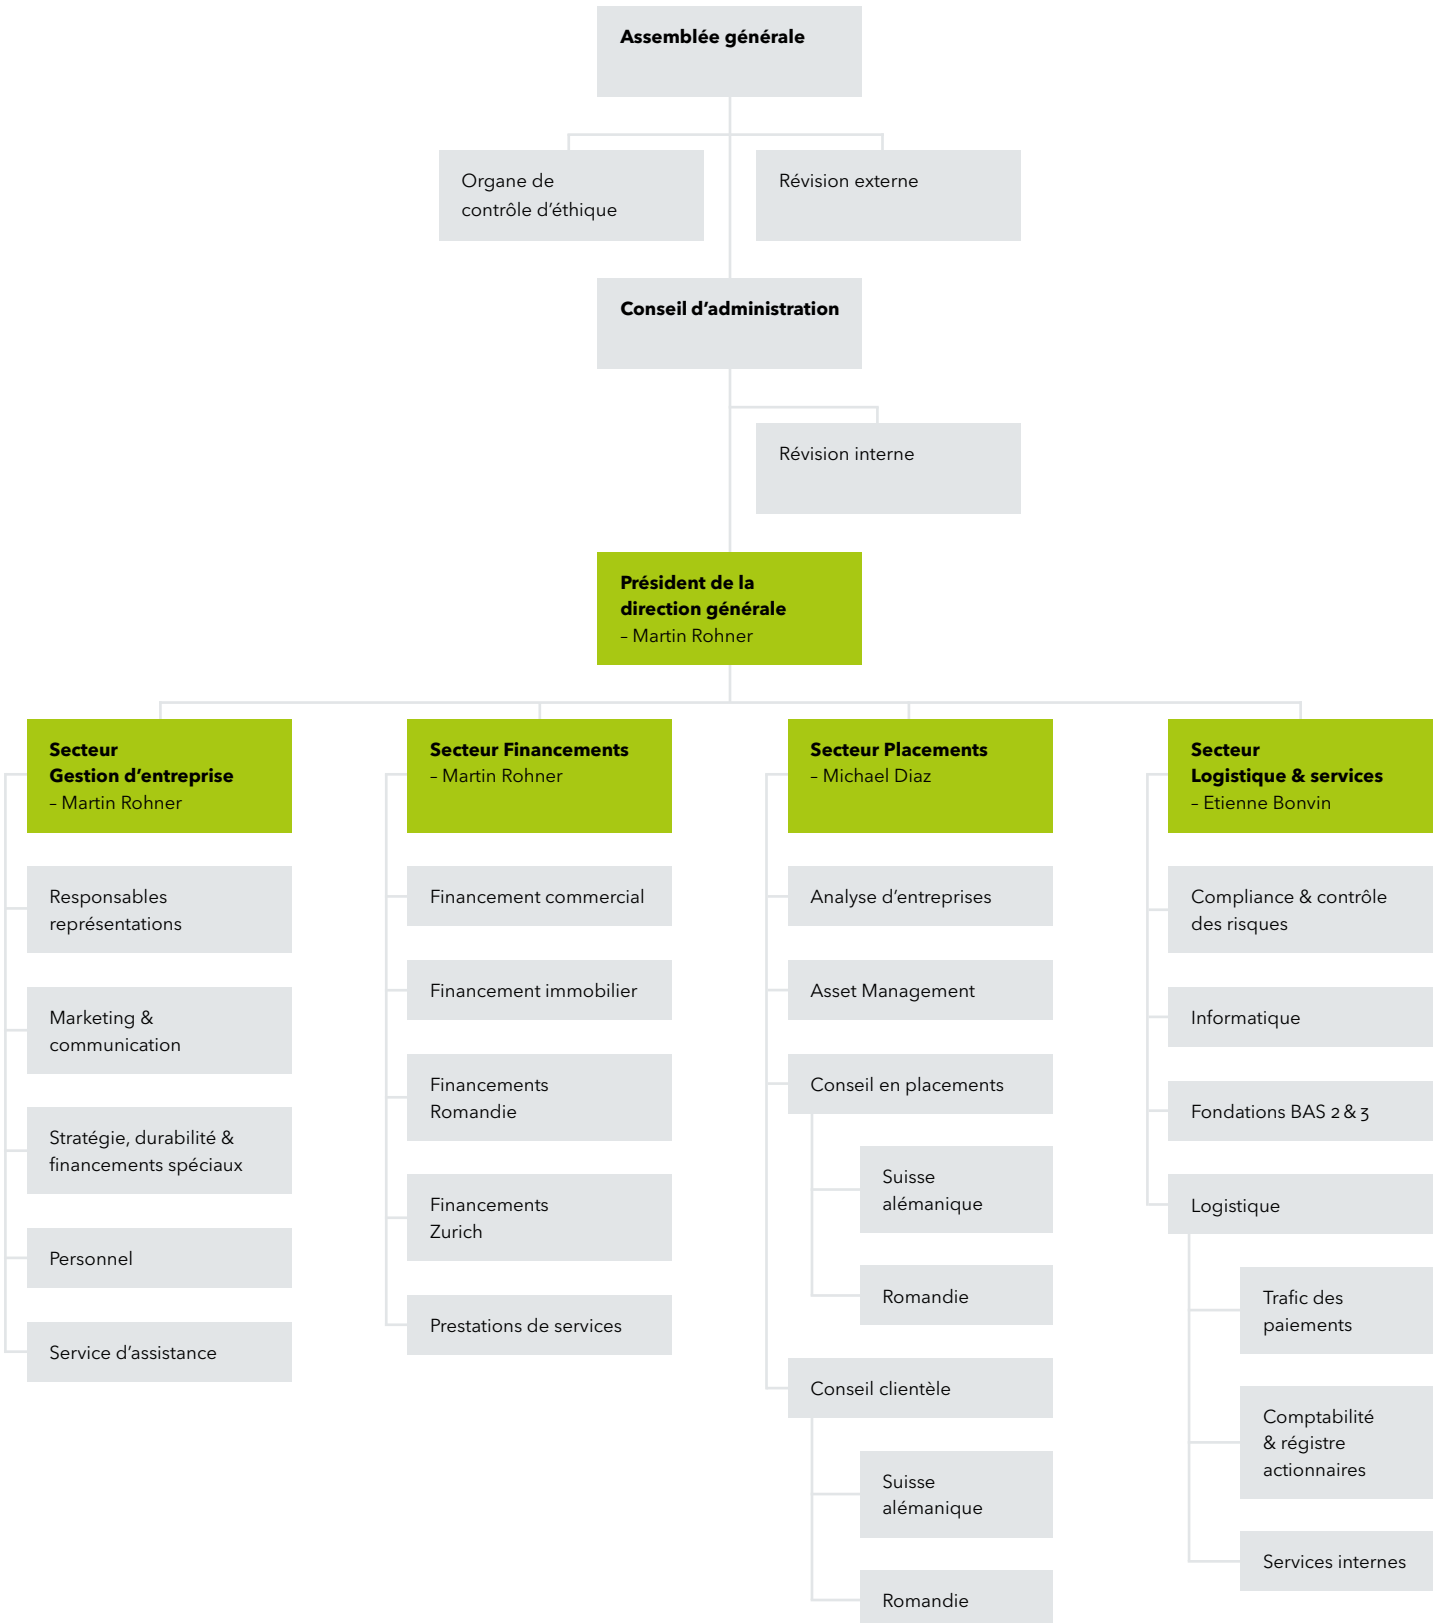 Assemblée générale
Organe de
contrôle d’éthique
Révision externe
Conseil d’administration
Révision interne
Président de la
direction générale
– Martin Rohner
Secteur
Gestion d’entreprise
– Martin Rohner
Responsables
représentations
Marketing &
communication
Stratégie, durabilité &
financements spéciaux
Personnel
Service d’assistance
Secteur Financements
– Martin Rohner
Financement commercial
Financement immobilier
Financements
Romandie
Financements
Zurich
Prestations de services
Secteur Placements
– Michael Diaz
Analyse d’entreprises
Asset Management
Conseil en placements
Suisse
alémanique
Romandie
Conseil clientèle
Suisse
alémanique
Romandie
Secteur
Logistique & services
– Etienne Bonvin
Compliance & contrôle
des risques
Informatique
Fondations BAS 2 & 3
Logistique
Trafic des
paiements
Comptabilité
& régistre
actionnaires
Services internes